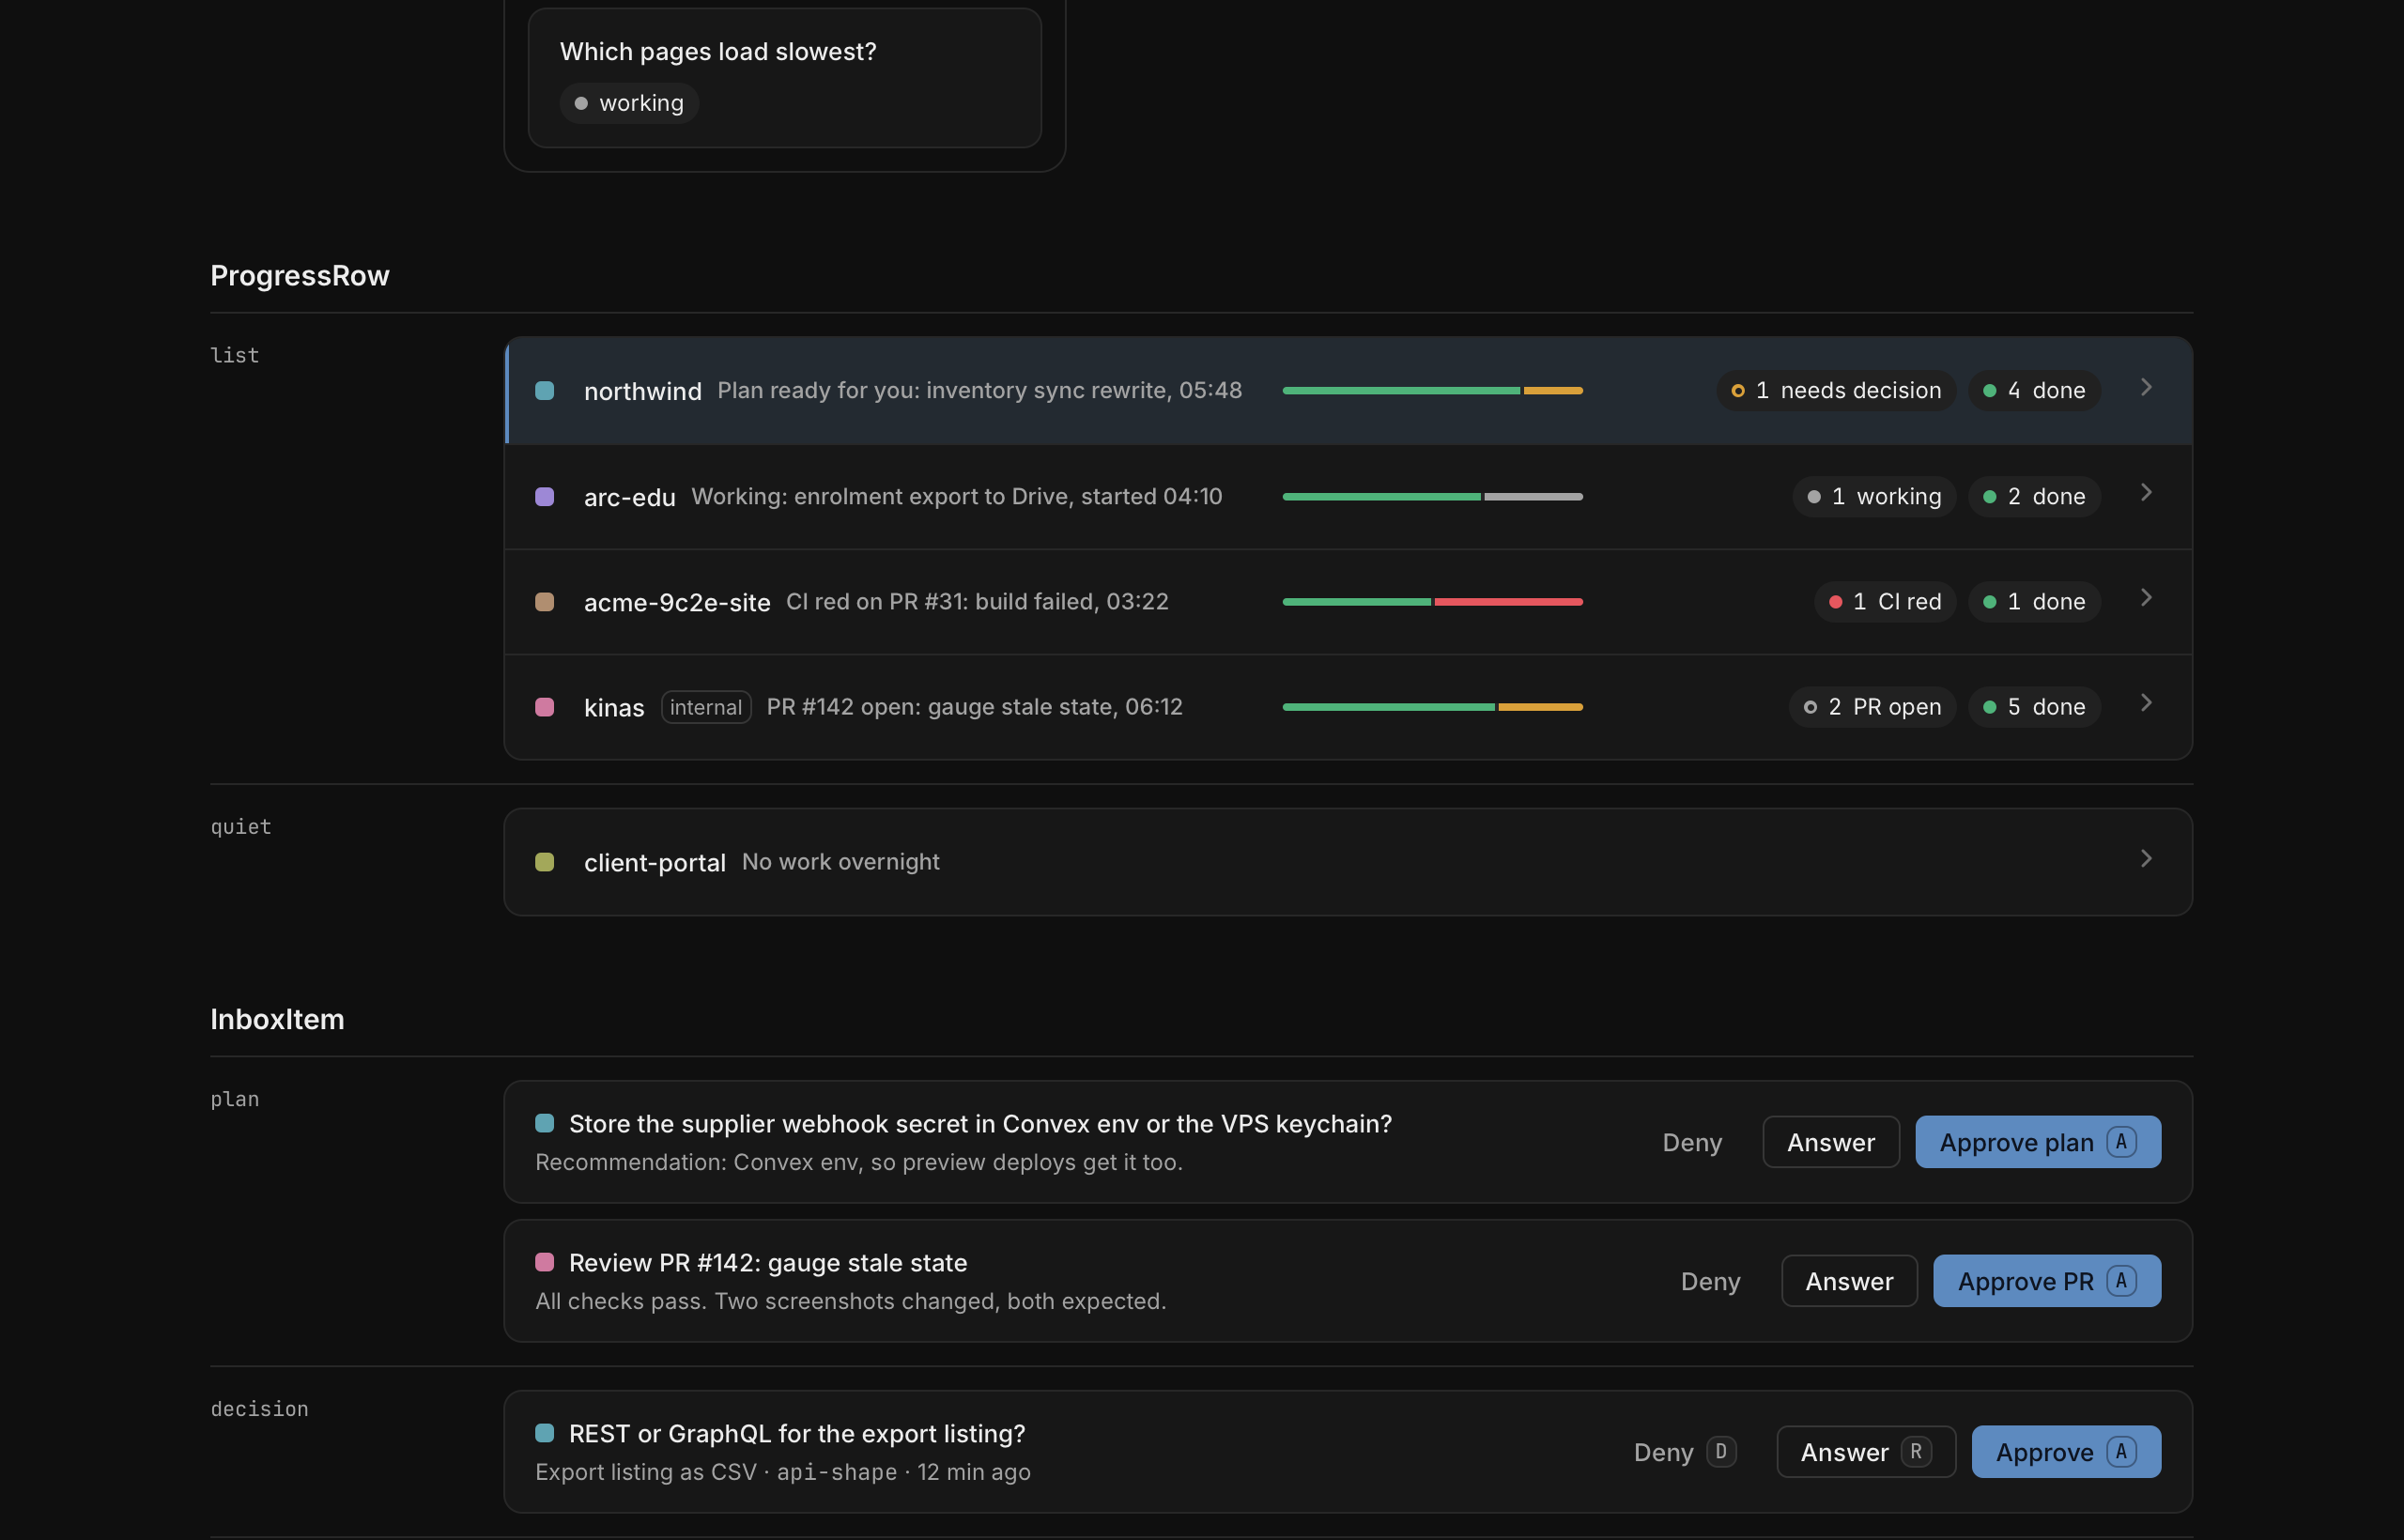 Which pages load slowest?
working
ProgressRow
list
northwind Plan ready for you: inventory sync rewrite, 05:48 1 needs decision 4 done
arc-edu Working: enrolment export to Drive, started 04:10 1 working 2 done
acme-9c2e-site CI red on PR #31: build failed, 03:22 1 CI red 1 done
kinas internal PR #142 open: gauge stale state, 06:12 2 PR open 5 done
quiet
client-portal No work overnight
InboxItem
plan
Store the supplier webhook secret in Convex env or the VPS keychain?
Recommendation: Convex env, so preview deploys get it too.
Deny Answer Approve plan A
Review PR #142: gauge stale state
All checks pass. Two screenshots changed, both expected.
Deny Answer Approve PR A
decision
REST or GraphQL for the export listing?
Export listing as CSV · api-shape · 12 min ago
Deny D Answer R Approve A